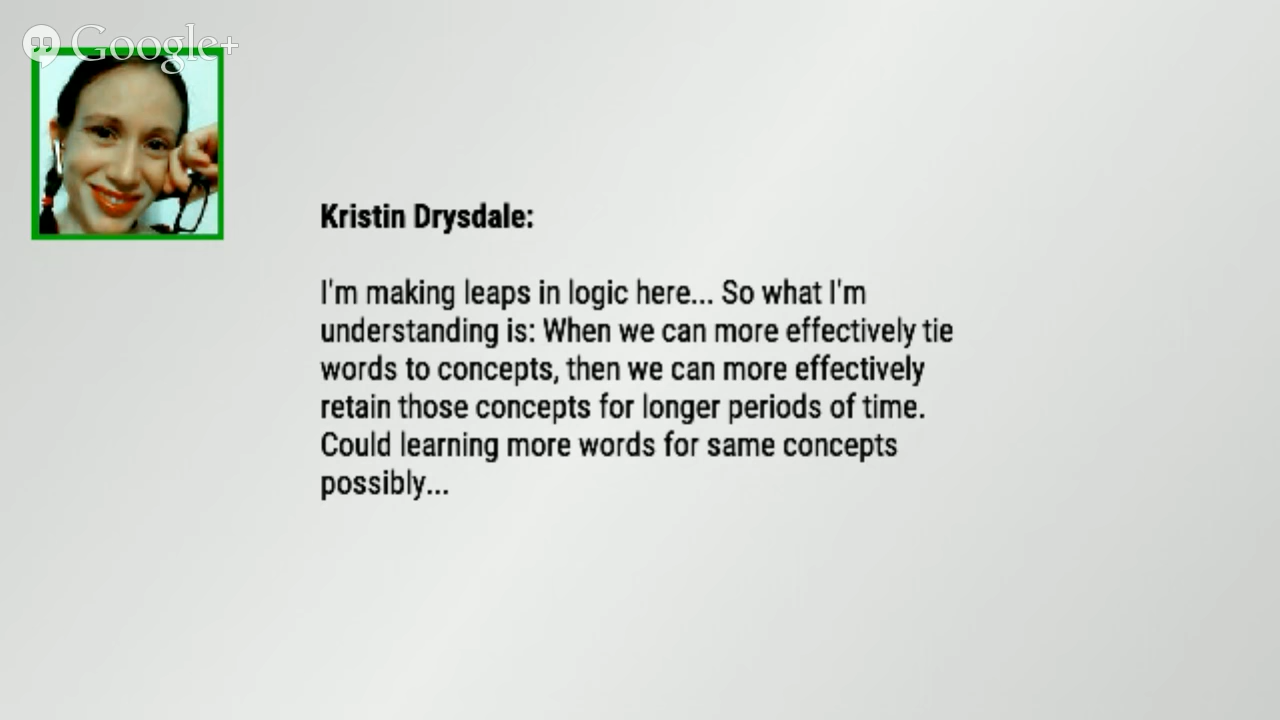 Google+
Kristin Drysdale:
I'm making leaps in logic here... So what I'm
understanding is: When we can more effectively tie
words to concepts, then we can more effectively
retain those concepts for longer periods of time.
Could learning more words for same concepts
possibly...